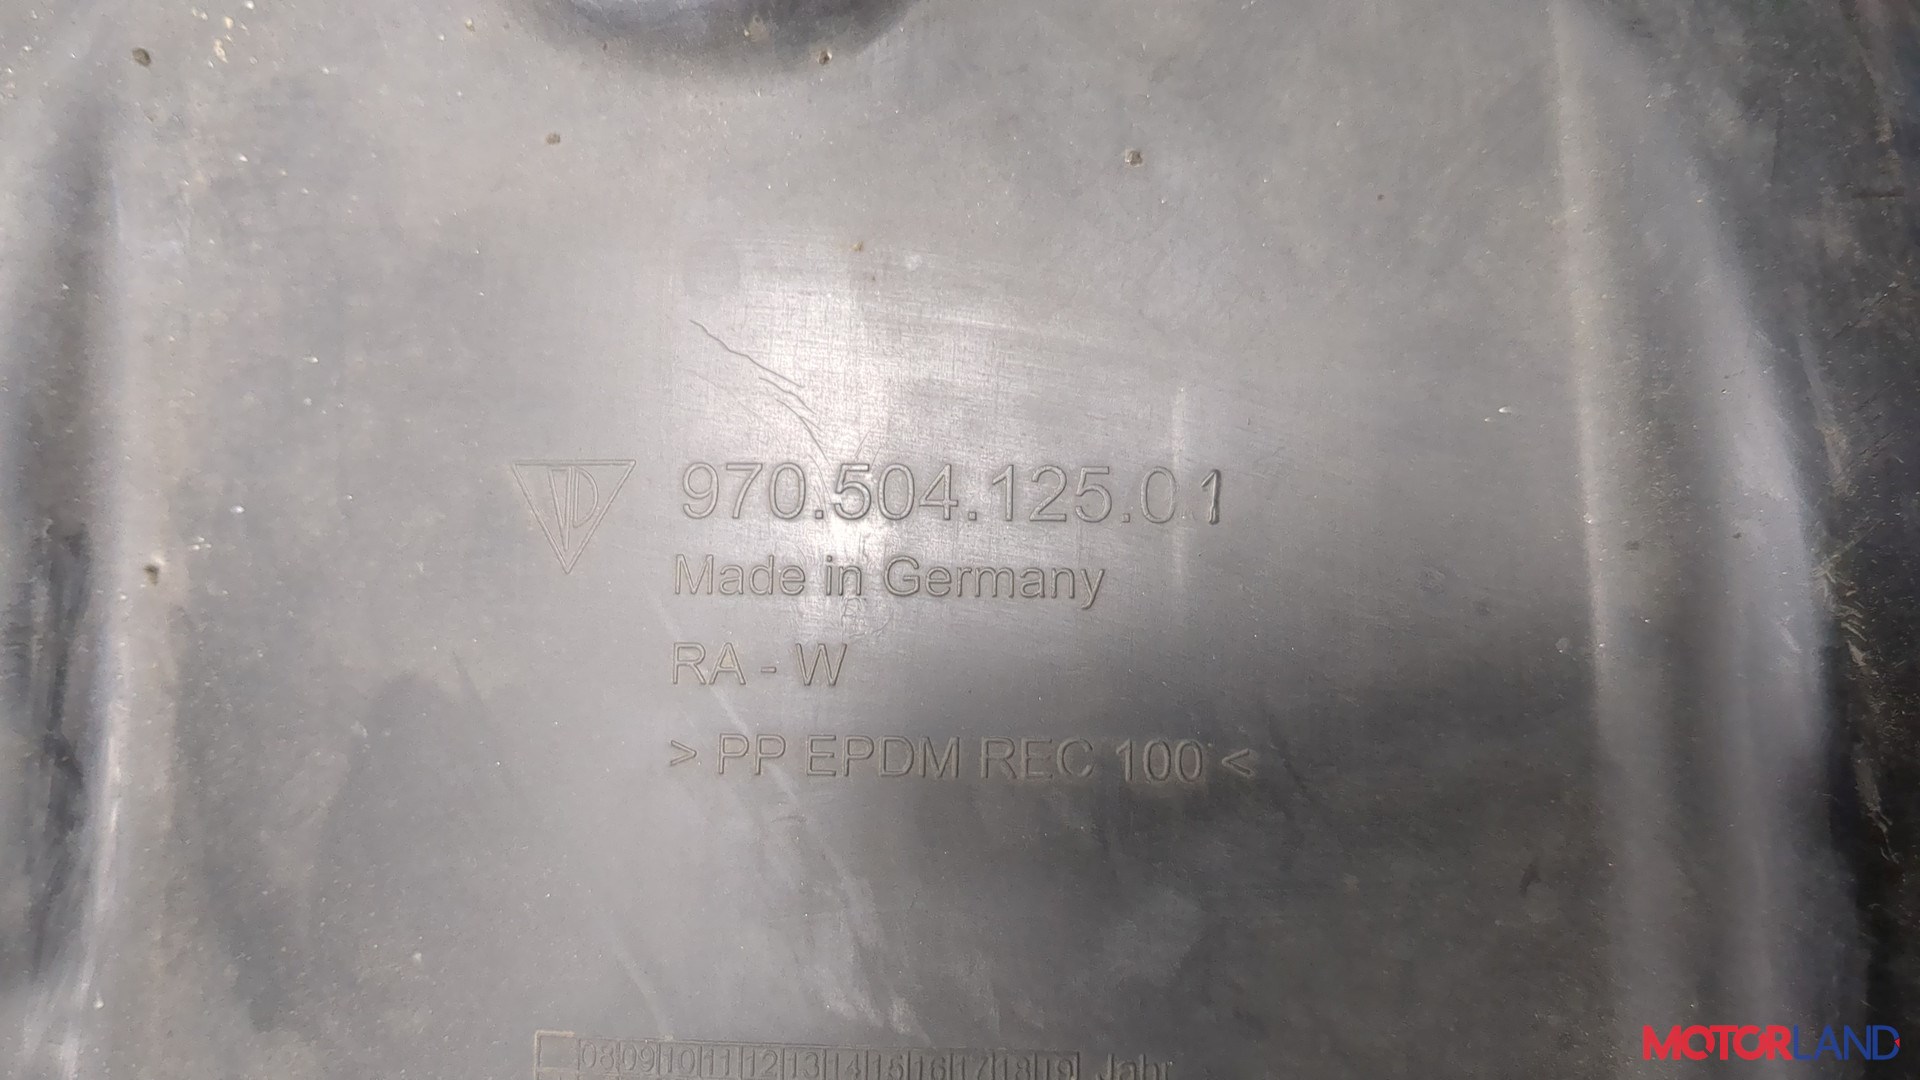 970.504.125.01
Made in Germany
RA - W
> PP EPDM REC 100 <
08 09 10 11 12 13 14 15 16 17 18 19 Jahr
MOTORLAND